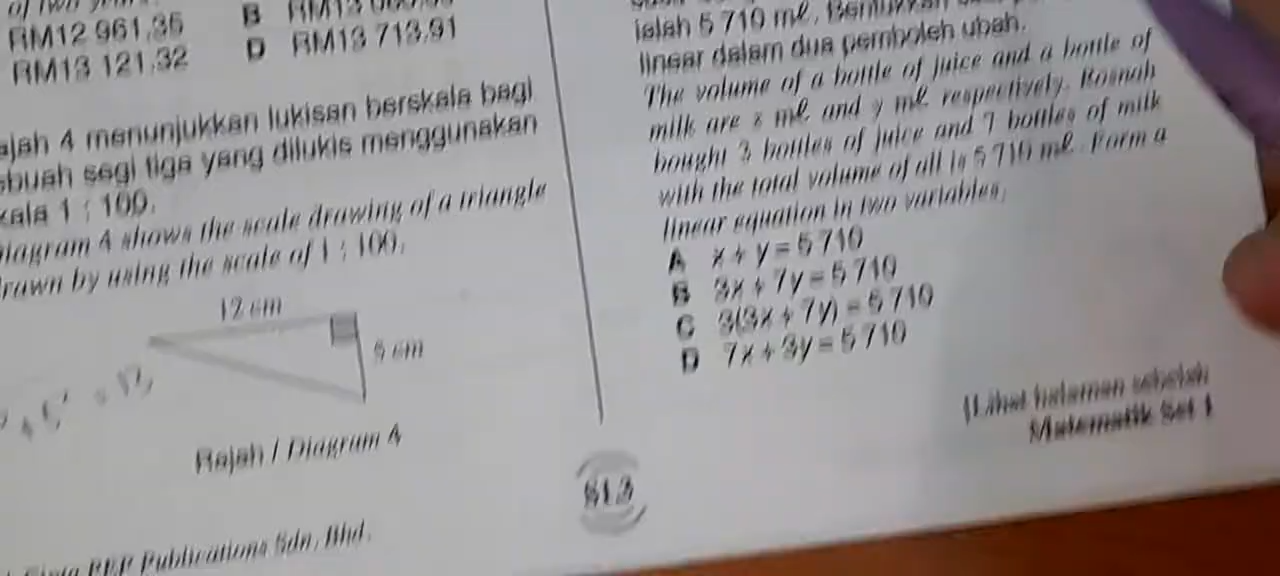 RM12 961.35
B
RM13 121.32
D RM13 713.91
4 menunjukkan lukisan berskala bagi
segi tiga yang dilukis menggunakan
1 : 100.
4 shows the scale drawing of a triangle
by using the scale of 1 : 100.
12 cm
5 cm
Rajah / Diagram 4
Publications Sdn. Bhd.
ialah 5 710 mℓ.
linear dalam dua pemboleh ubah.
The volume of a bottle of juice and a bottle of
milk are x mℓ and y mℓ respectively. Rosnah
bought 3 bottles of juice and 7 bottles of milk
with the total volume of all is 5 710 mℓ. Form a
linear equation in two variables.
A x + y = 5 710
B 3x + 7y = 5 710
C 3(3x + 7y) = 5 710
D 7x + 3y = 5 710
[Lihat halaman sebelah
Matematik Set 1